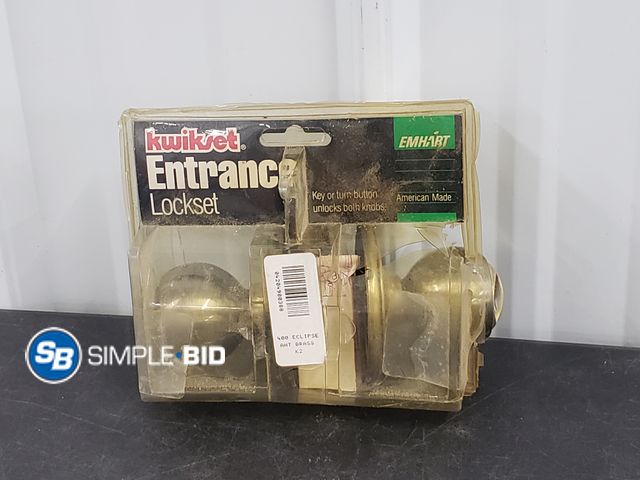 kwikset®
Entrance
Lockset
Key or turn button
unlocks both knobs.
EMHART
American Made
400 ECLIPSE
ANT BRASS
K2
SB SIMPLE·BID